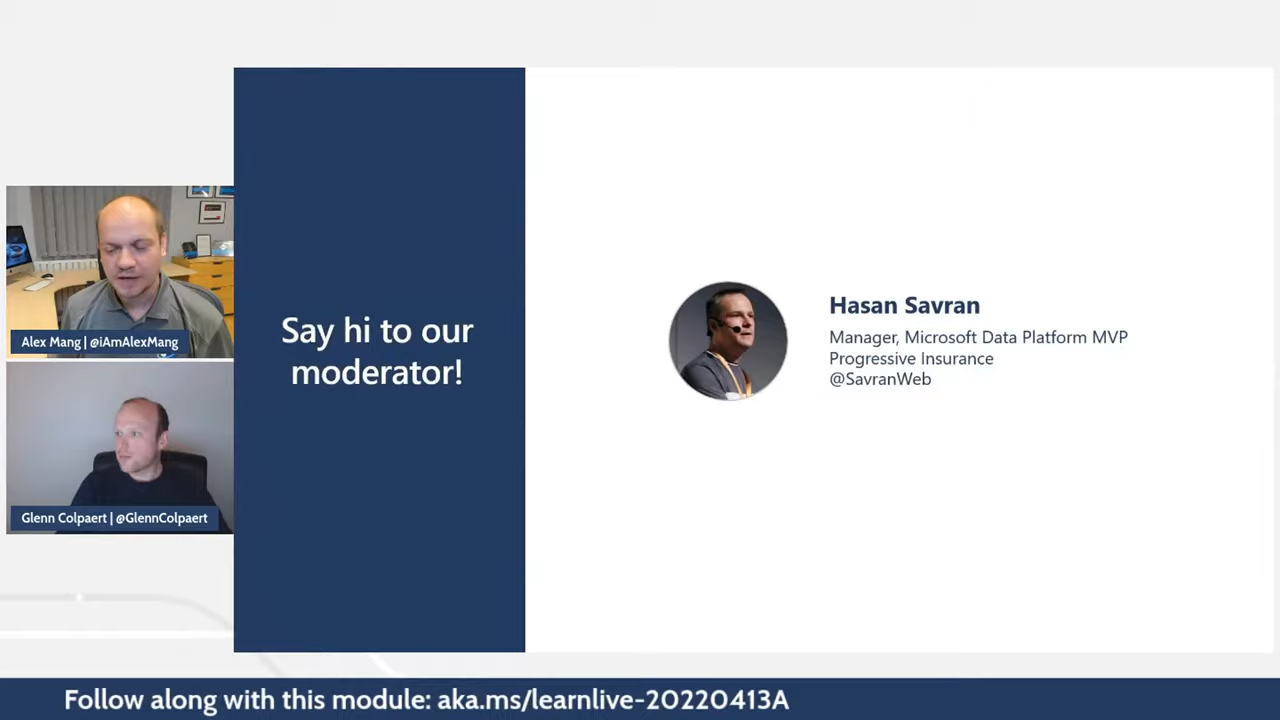 Alex Mang | @iAmAlexMang
Glenn Colpaert | @GlennColpaert
Say hi to our
moderator!
Hasan Savran
Manager, Microsoft Data Platform MVP
Progressive Insurance
@SavranWeb
Follow along with this module: aka.ms/learnlive-20220413A